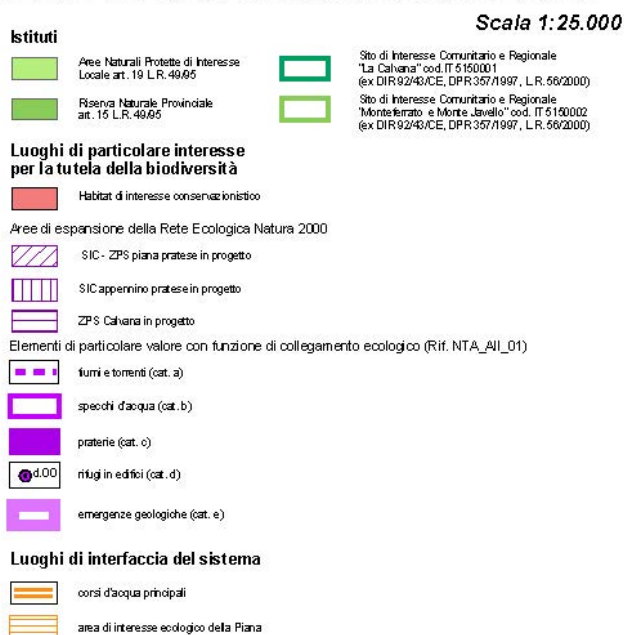 Scala 1:25.000
Istituti
Aree Naturali Protette di Interesse
Locale art. 19 L.R. 49/95
Riserva Naturale Provinciale
art. 15 L.R. 49/95
Sito di Interesse Comunitario e Regionale
"La Calvana" cod. IT 5150001
(ex DIR 92/43/CE, DPR 357/1997, L.R. 56/2000)
Sito di Interesse Comunitario e Regionale
"Monteferrato e Monte Javello" cod. IT 5150002
(ex DIR 92/43/CE, DPR 357/1997, L.R. 56/2000)
Luoghi di particolare interesse
per la tutela della biodiversità
Habitat di interesse conservazionistico
Aree di espansione della Rete Ecologica Natura 2000
SIC - ZPS piana pratese in progetto
SIC appennino pratese in progetto
ZPS Calvana in progetto
Elementi di particolare valore con funzione di collegamento ecologico (Rif. NTA_All_01)
fiumi e torrenti (cat. a)
specchi d'acqua (cat. b)
praterie (cat. c)
d.00 rifugi in edifici (cat. d)
emergenze geologiche (cat. e)
Luoghi di interfaccia del sistema
corsi d'acqua principali
area di interesse ecologico della Piana